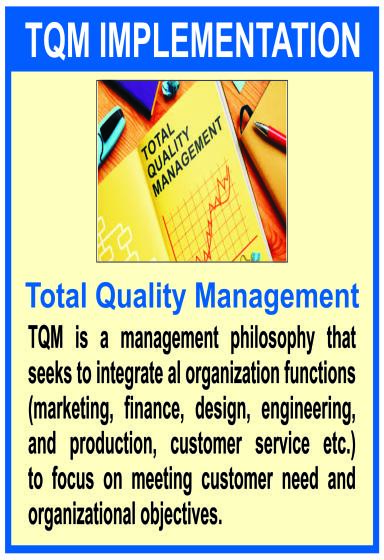 TQM IMPLEMENTATION
TOTAL
QUALITY
MANAGEMENT
Total Quality Management
TQM is a management philosophy that
seeks to integrate al organization functions
(marketing, finance, design, engineering,
and production, customer service etc.)
to focus on meeting customer need and
organizational objectives.